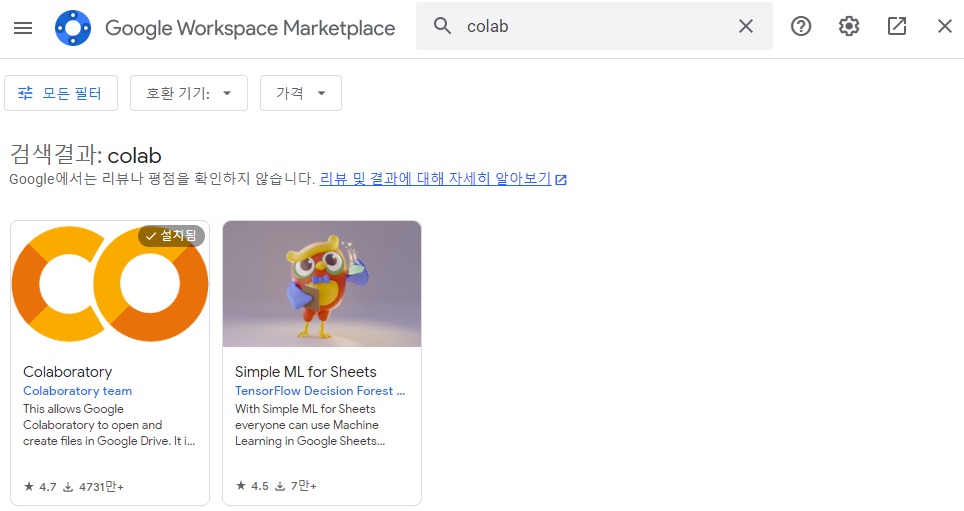 Google Workspace Marketplace
colab
모든 필터
호환 기기:
가격
검색결과: colab
Google에서는 리뷰나 평점을 확인하지 않습니다. 리뷰 및 결과에 대해 자세히 알아보기
설치됨
Colaboratory
Colaboratory team
This allows Google
Colaboratory to open and
create files in Google Drive. It i...
4.7 4731만+
Simple ML for Sheets
TensorFlow Decision Forest ...
With Simple ML for Sheets
everyone can use Machine
Learning in Google Sheets...
4.5 7만+